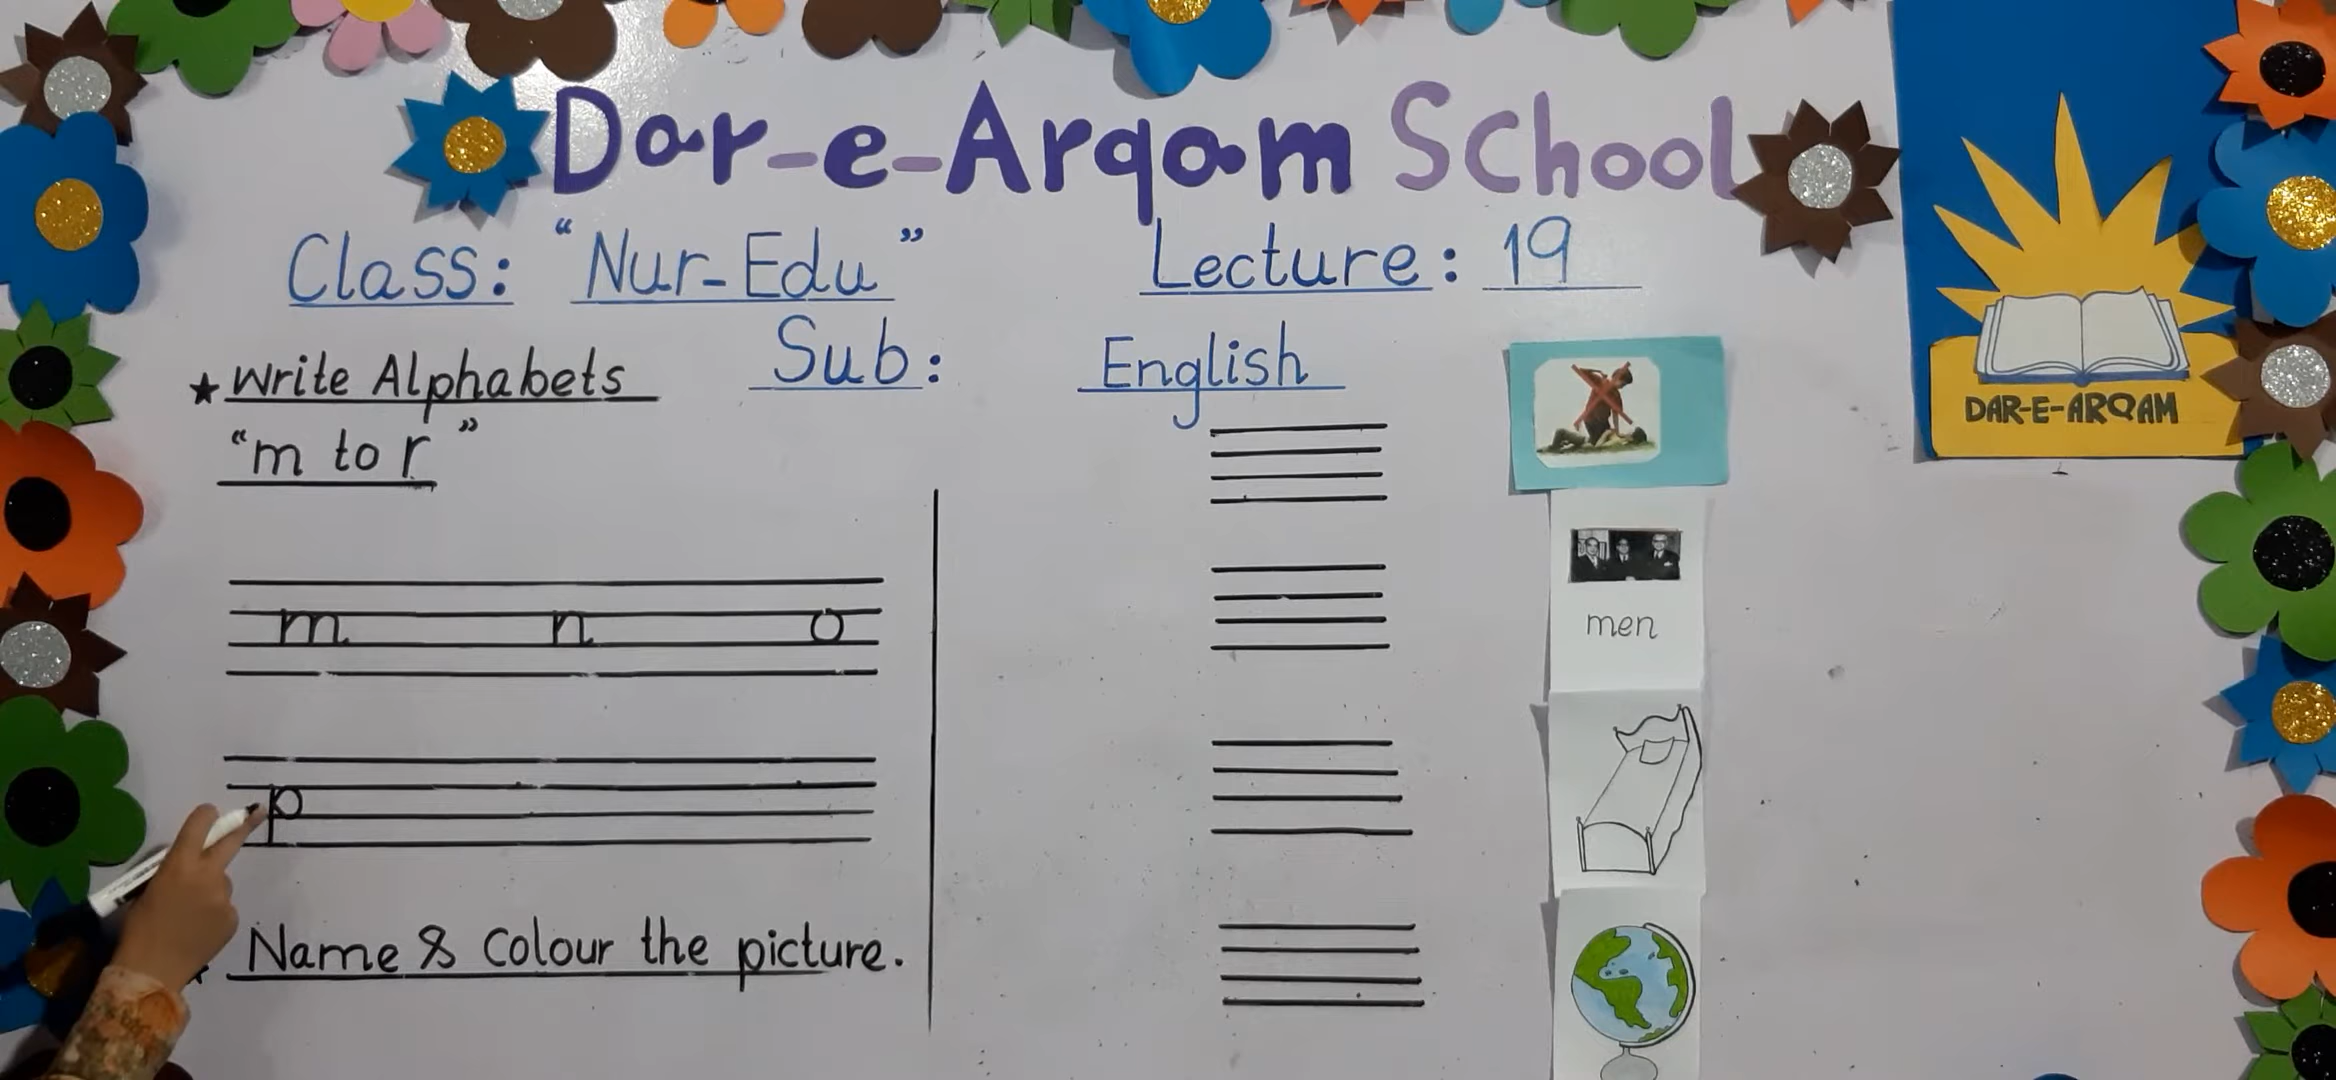 Dar-e-Arqam School
Class: "Nur-Edu"
Lecture: 19
Sub: English
Write Alphabets
"m to r"
m n o
p
Name & Colour the picture.
men
DAR-E-ARQAM